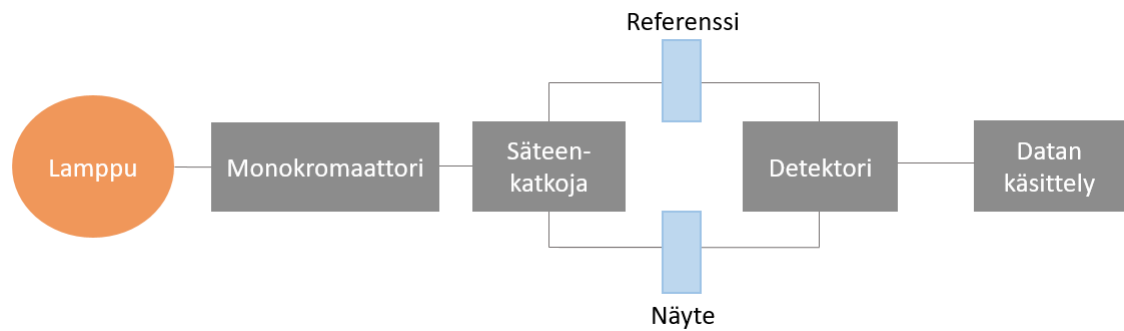 Referenssi
Lamppu
Monokromaattori
Säteen-
katkoja
Detektori
Datan
käsittely
Näyte